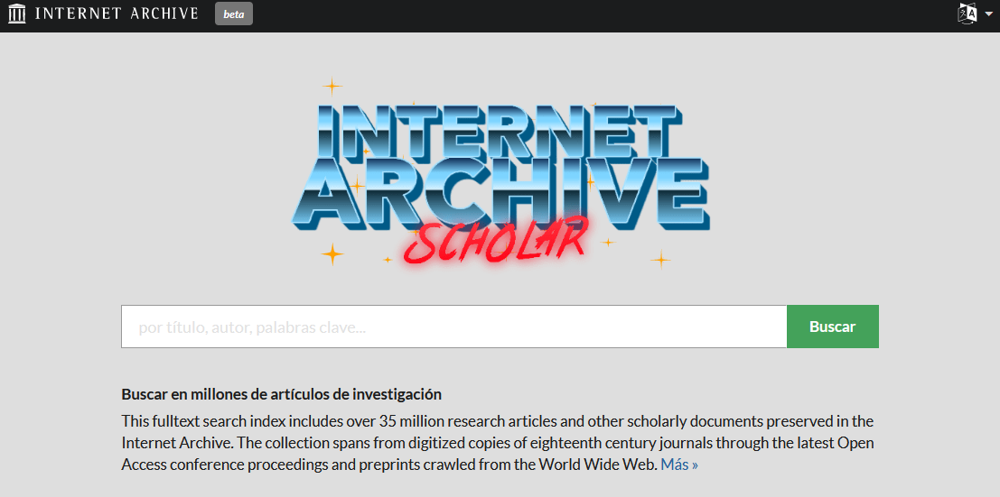 INTERNET ARCHIVE beta
INTERNET
ARCHIVE
SCHOLAR
por título, autor, palabras clave... Buscar
Buscar en millones de artículos de investigación
This fulltext search index includes over 35 million research articles and other scholarly documents preserved in the
Internet Archive. The collection spans from digitized copies of eighteenth century journals through the latest Open
Access conference proceedings and preprints crawled from the World Wide Web. Más »